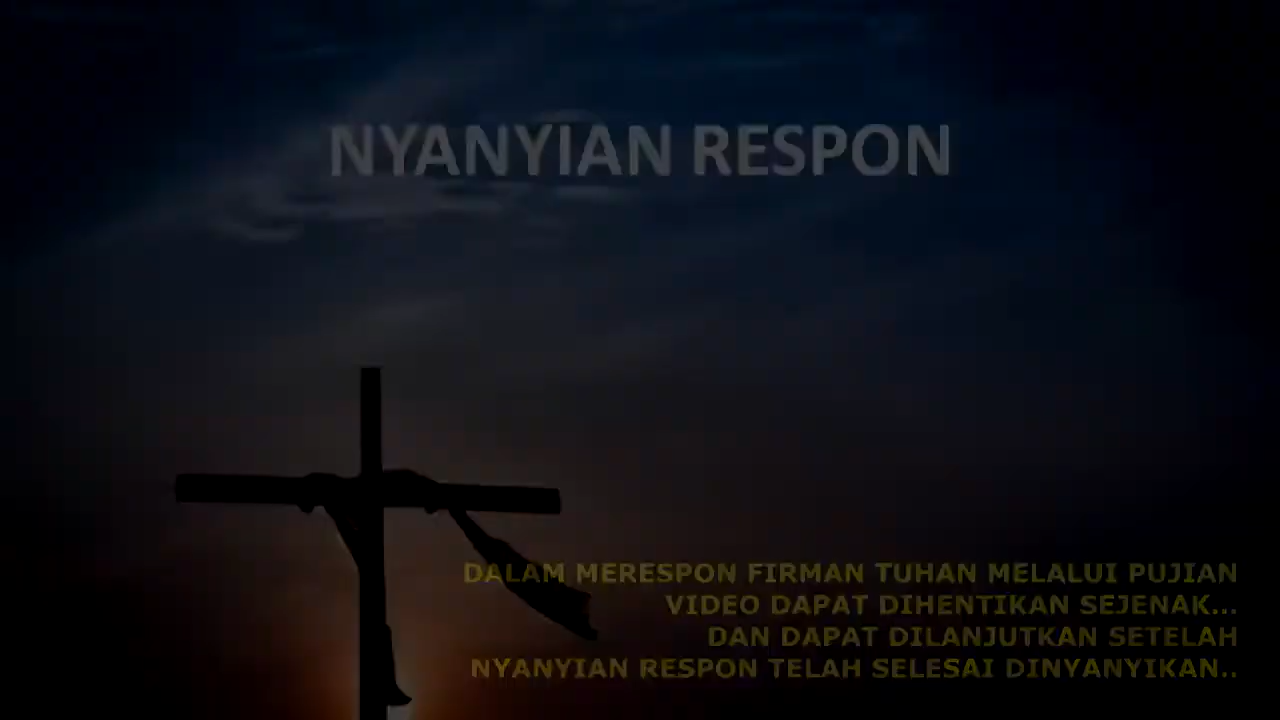 NYANYIAN RESPON
DALAM MERESPON FIRMAN TUHAN MELALUI PUJIAN
VIDEO DAPAT DIHENTIKAN SEJENAK...
DAN DAPAT DILANJUTKAN SETELAH
NYANYIAN RESPON TELAH SELESAI DINYANYIKAN..